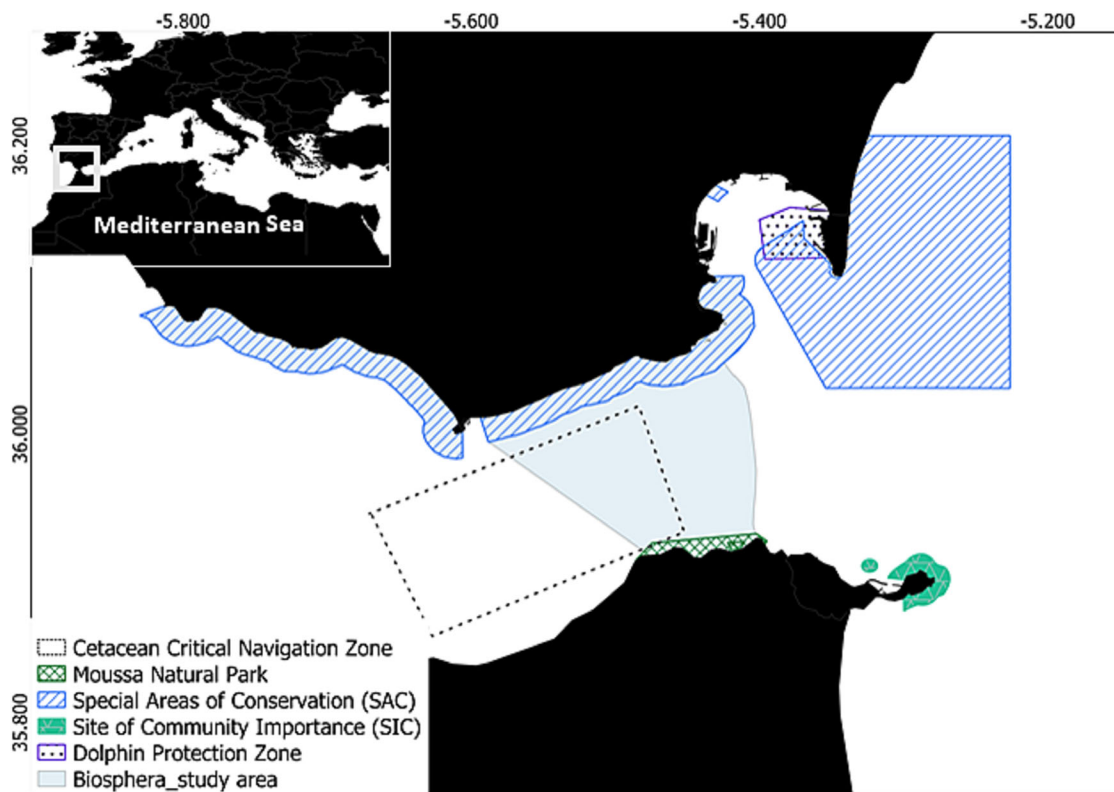 -5.800 -5.600 -5.400 -5.200
36.200
Mediterranean Sea
36.000
35.800
Cetacean Critical Navigation Zone
Moussa Natural Park
Special Areas of Conservation (SAC)
Site of Community Importance (SIC)
Dolphin Protection Zone
Biosphera_study area